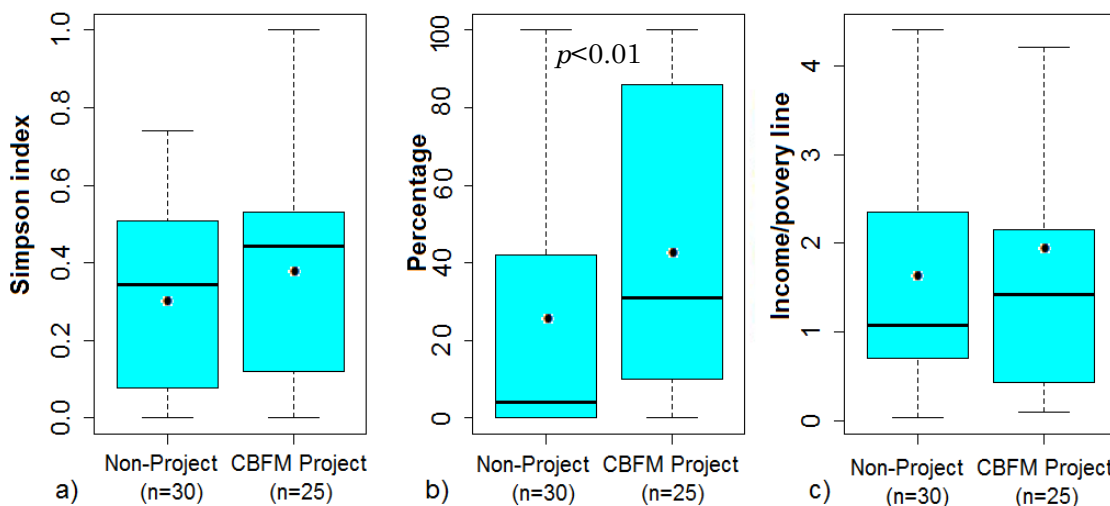 Simpson index
1.0
0.8
0.6
0.4
0.2
0.0
Non-Project
(n=30)
CBFM Project
(n=25)
a)
Percentage
100
80
60
40
20
0
p<0.01
Non-Project
(n=30)
CBFM Project
(n=25)
b)
Income/povery line
4
3
2
1
0
Non-Project
(n=30)
CBFM Project
(n=25)
c)